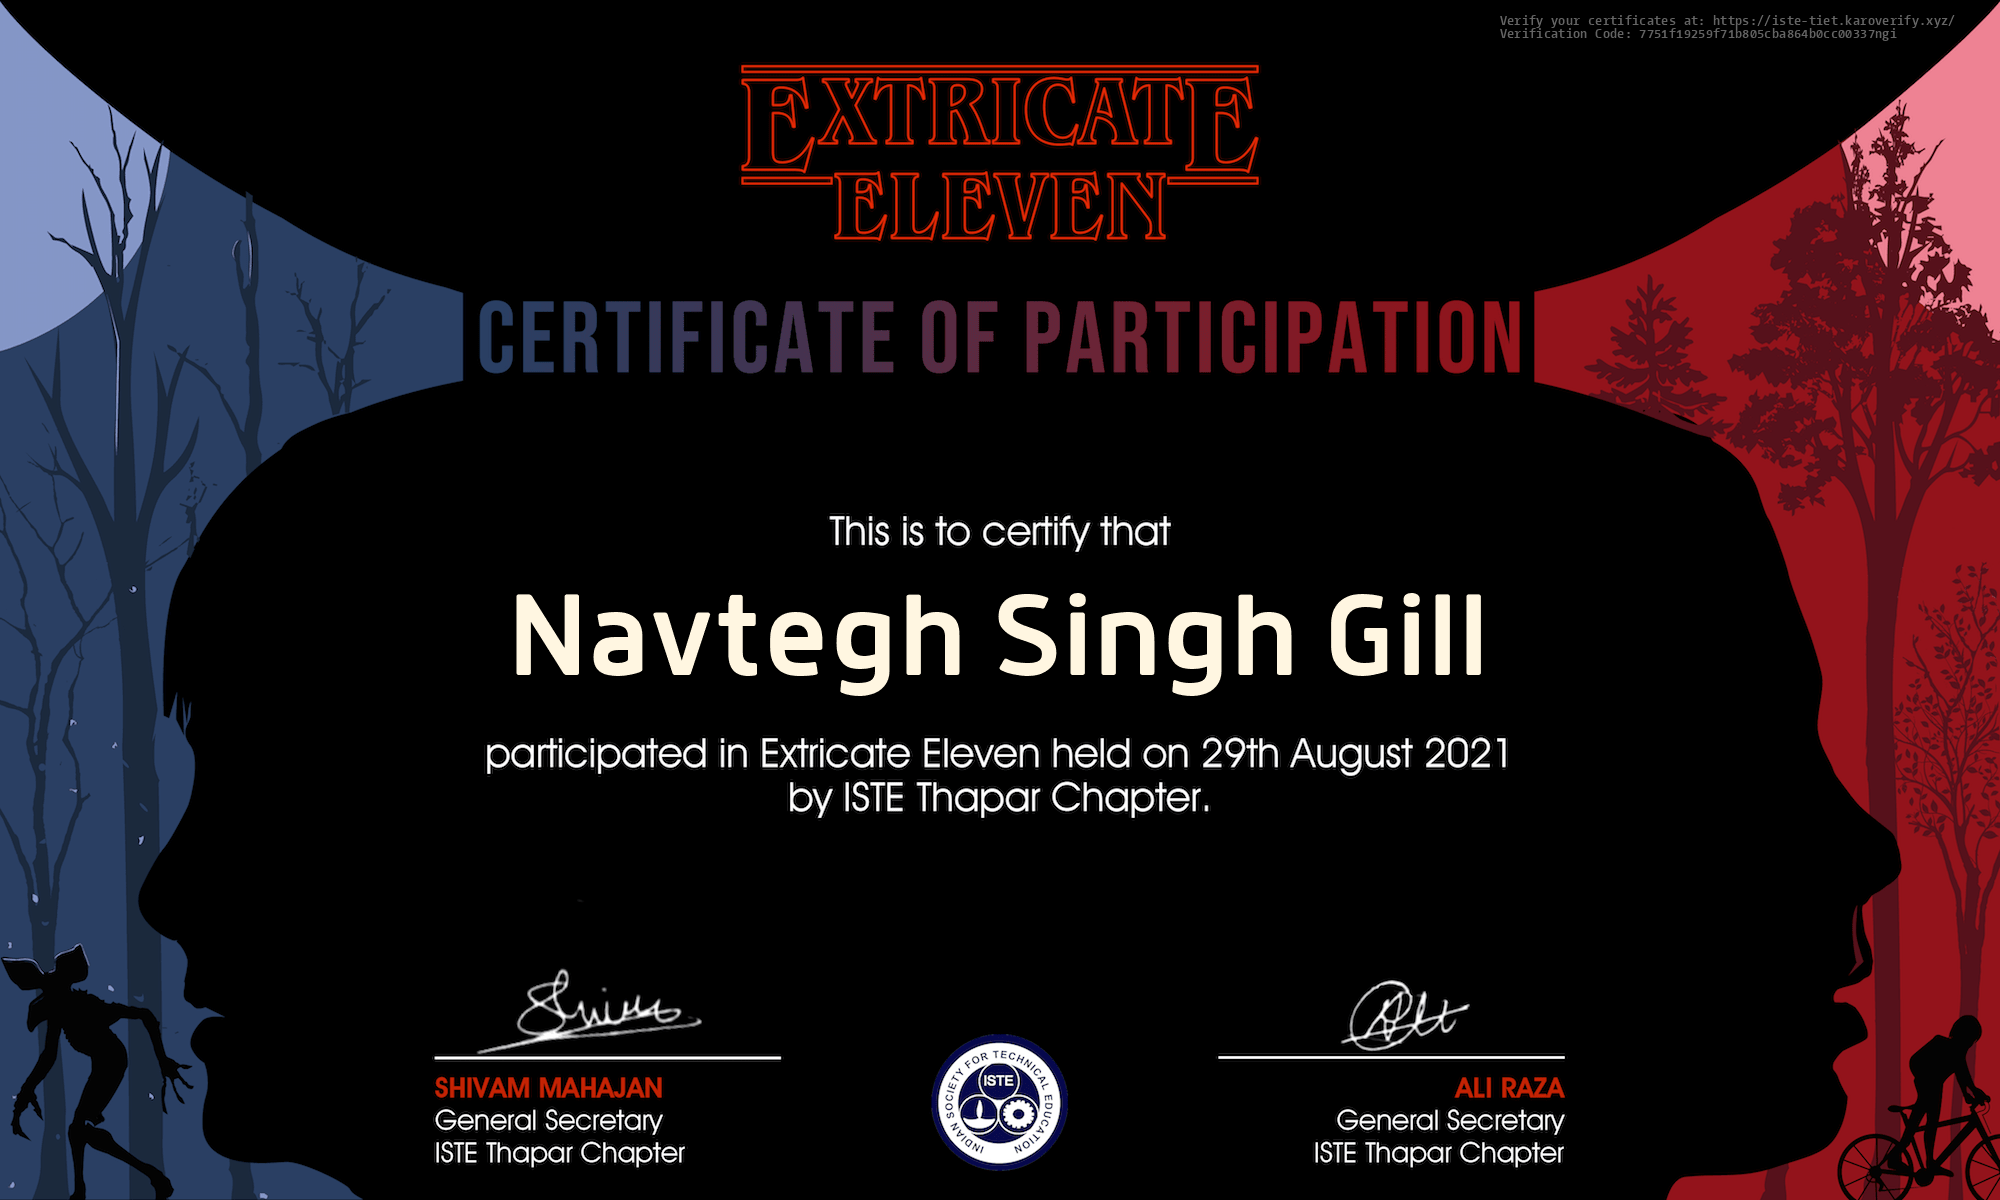 Verify your certificates at: https://iste-tiet.karoverify.xyz/
Verification Code: 7751f19259f71b805cba864b0cc00337ngi
EXTRICATE
ELEVEN
CERTIFICATE OF PARTICIPATION
This is to certify that
Navtegh Singh Gill
participated in Extricate Eleven held on 29th August 2021
by ISTE Thapar Chapter.
SHIVAM MAHAJAN
General Secretary
ISTE Thapar Chapter
INDIAN SOCIETY FOR TECHNICAL EDUCATION
ISTE
ALI RAZA
General Secretary
ISTE Thapar Chapter